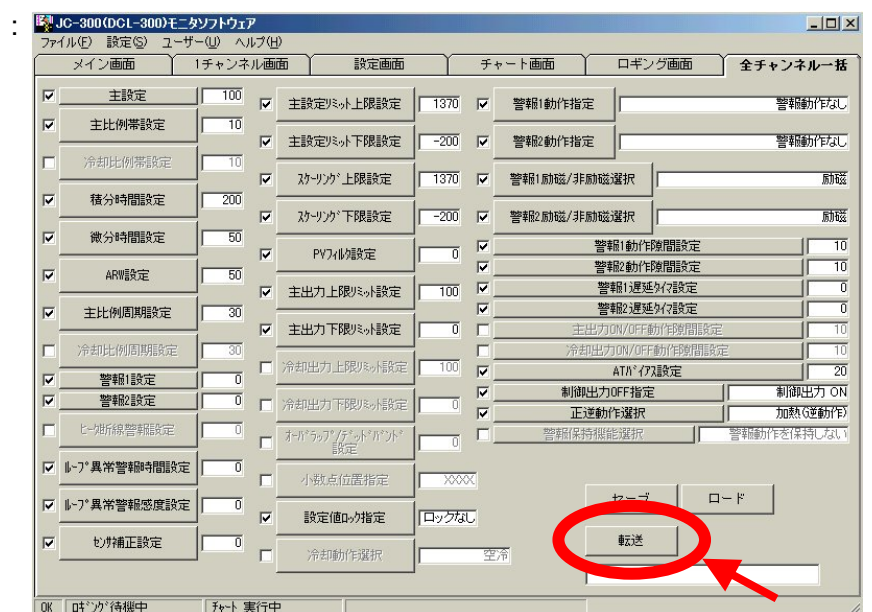 :
JC-300(DCL-300)モニタソフトウェア
ファイル(F) 設定(S) ユーザー(U) ヘルプ(H)
メイン画面 1チャンネル画面 設定画面 チャート画面 ロギング画面 全チャンネル一括
主設定 100
主比例帯設定 10
冷却比例帯設定 10
積分時間設定 200
微分時間設定 50
ARW設定 50
主比例周期設定 30
冷却比例周期設定 30
警報1設定 0
警報2設定 0
ヒータ断線警報設定 0
ループ異常警報時間設定 0
ループ異常警報感度設定 0
センサ補正設定 0
主設定リミット上限設定 1370
主設定リミット下限設定 -200
スケーリング上限設定 1370
スケーリング下限設定 -200
PVフィルタ設定 0
主出力上限リミット設定 100
主出力下限リミット設定 0
冷却出力上限リミット設定 100
冷却出力下限リミット設定 0
オーバラップ/デッドバンド
設定 0
小数点位置指定 XXXX
設定値ロック指定 ロックなし
冷却動作選択 空冷
警報1動作指定 警報動作なし
警報2動作指定 警報動作なし
警報1励磁/非励磁選択 励磁
警報2励磁/非励磁選択 励磁
警報1動作隙間設定 10
警報2動作隙間設定 10
警報1遅延タイマ設定 0
警報2遅延タイマ設定 0
主出力ON/OFF動作隙間設定 10
冷却出力ON/OFF動作隙間設定 10
ATバイアス設定 20
制御出力OFF指定 制御出力 ON
正逆動作選択 加熱(逆動作)
警報保持機能選択 警報動作を保持しない
セーブ ロード
転送
OK ロギング待機中 チャート 実行中